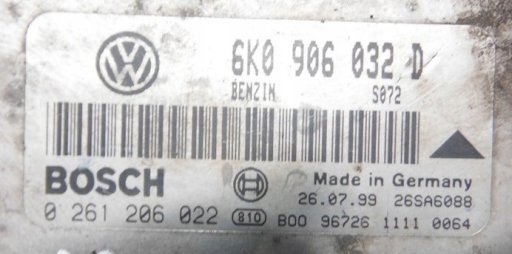 6K0 906 032 D
BENZIN S072
BOSCH Made in Germany
26.07.99 26SA6088
0 261 206 022 810 B00 96726 1111 0064